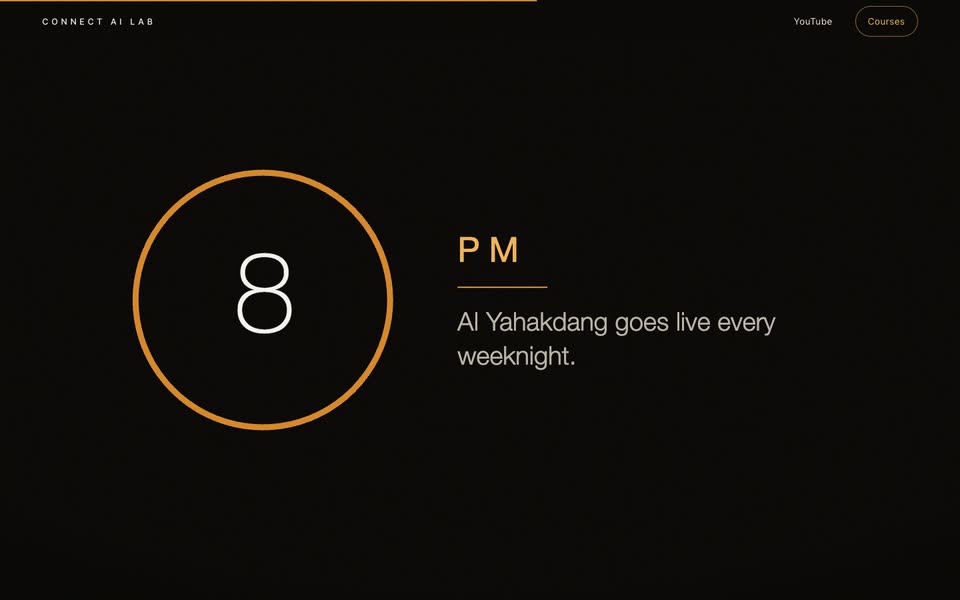 CONNECT AI LAB
YouTube
Courses
8
PM
AI Yahakdang goes live every
weeknight.